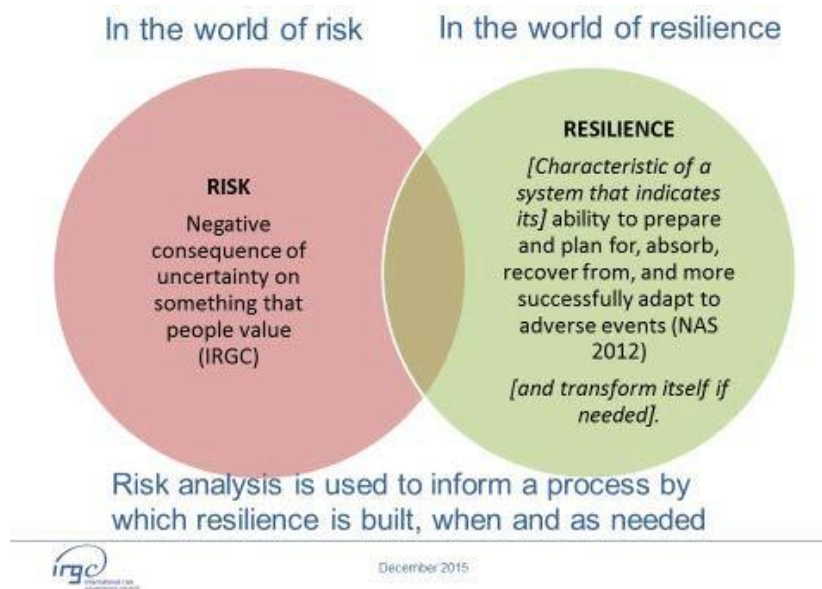 In the world of risk
In the world of resilience
RISK
Negative
consequence of
uncertainty on
something that
people value
(IRGC)
RESILIENCE
[Characteristic of a
system that indicates
its] ability to prepare
and plan for, absorb,
recover from, and more
successfully adapt to
adverse events (NAS
2012)
[and transform itself if
needed].
Risk analysis is used to inform a process by
which resilience is built, when and as needed
irgc
international risk
December 2015